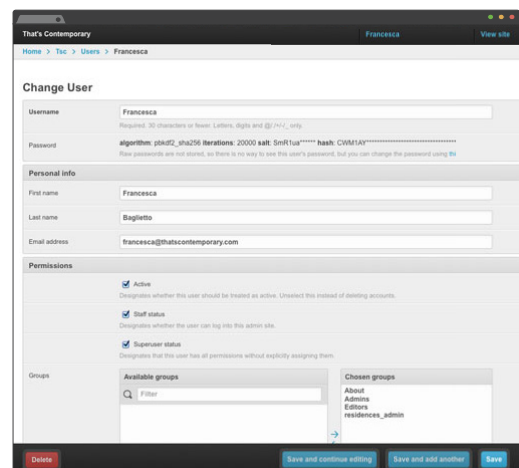 That's Contemporary
Francesca
View site
Home > Tsc > Users > Francesca
Change User
Username
Francesca
Required. 30 characters or fewer. Letters, digits and @/./+/-/_ only.
Password
algorithm: pbkdf2_sha256 iterations: 20000 salt: SmR1ua****** hash:
Raw passwords are not stored, so there is no way to see this user's password, but you can change the password using
Personal info
First name
Francesca
Last name
Baglietto
Email address
francesca@thatscontemporary.com
Permissions
Active
Designates whether this user should be treated as active. Unselect this instead of deleting accounts.
Staff status
Designates whether the user can log into this admin site.
Superuser status
Designates that this user has all permissions without explicitly assigning them.
Groups
Available groups
Filter
Chosen groups
About
Admins
Editors
residences_admin
Delete
Save and continue editing
Save and add another
Save